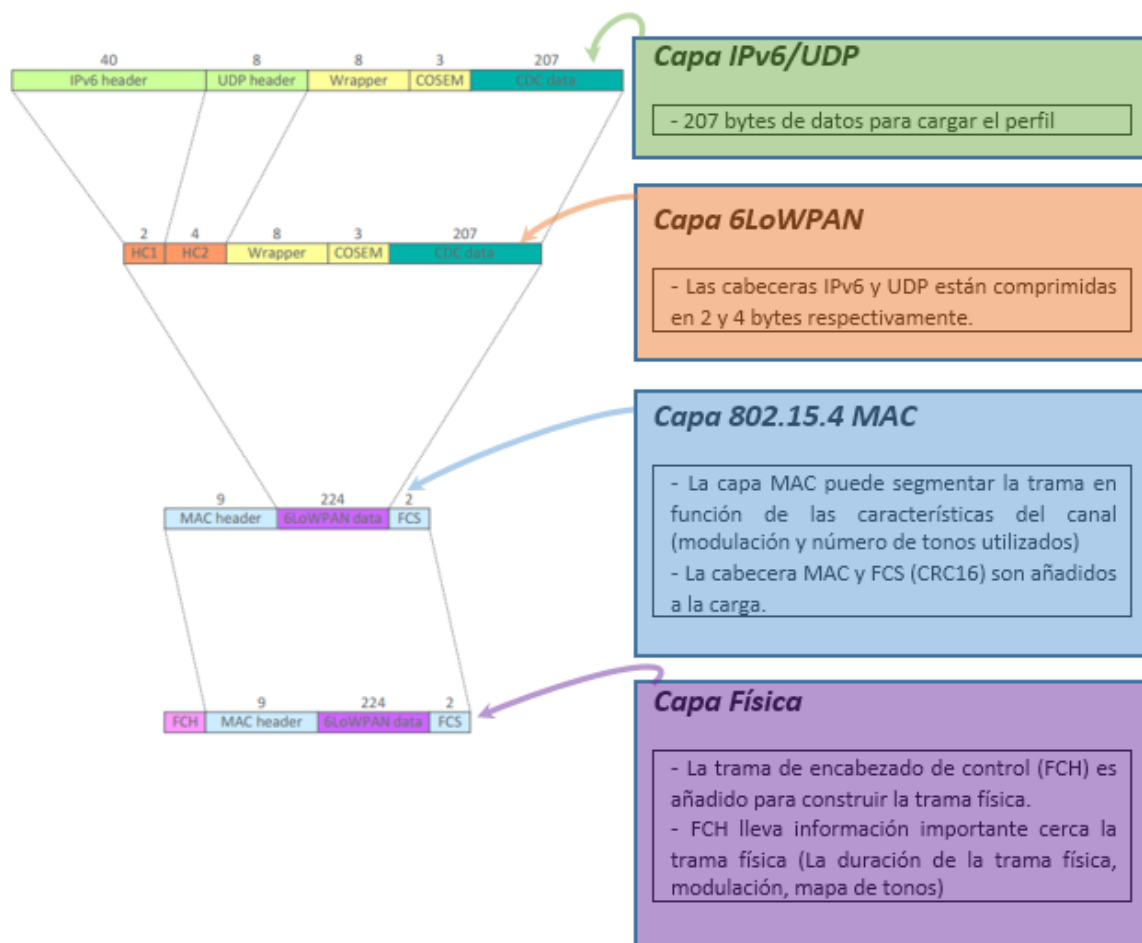 40 8 8 3 207
IPv6 header UDP header Wrapper COSEM CDC data
Capa IPv6/UDP
- 207 bytes de datos para cargar el perfil
2 4 8 3 207
HC1 HC2 Wrapper COSEM CDC data
Capa 6LoWPAN
- Las cabeceras IPv6 y UDP están comprimidas
en 2 y 4 bytes respectivamente.
9 224 2
MAC header 6LoWPAN data FCS
Capa 802.15.4 MAC
- La capa MAC puede segmentar la trama en
función de las características del canal
(modulación y número de tonos utilizados)
- La cabecera MAC y FCS (CRC16) son añadidos
a la carga.
9 224 2
FCH MAC header 6LoWPAN data FCS
Capa Física
- La trama de encabezado de control (FCH) es
añadido para construir la trama física.
- FCH lleva información importante cerca la
trama física (La duración de la trama física,
modulación, mapa de tonos)